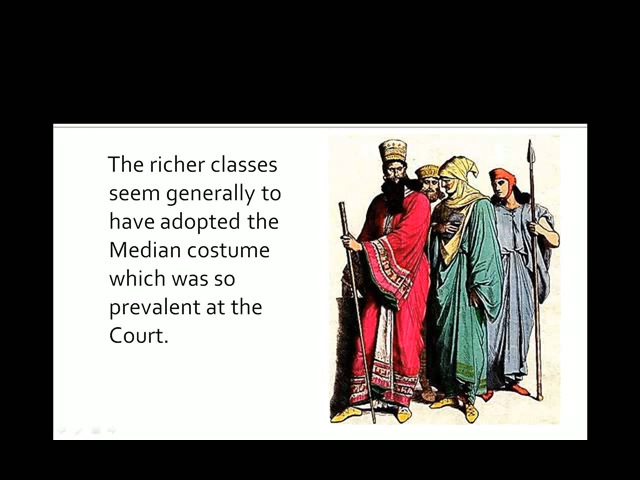 The richer classes
seem generally to
have adopted the
Median costume
which was so
prevalent at the
Court.